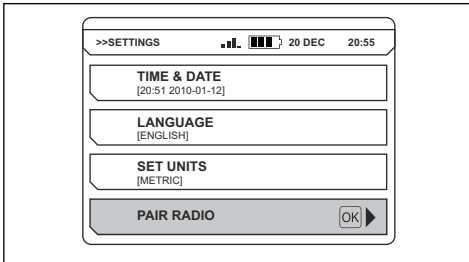 >>SETTINGS 20 DEC 20:55
TIME & DATE
[20:51 2010-01-12]
LANGUAGE
[ENGLISH]
SET UNITS
[METRIC]
PAIR RADIO OK